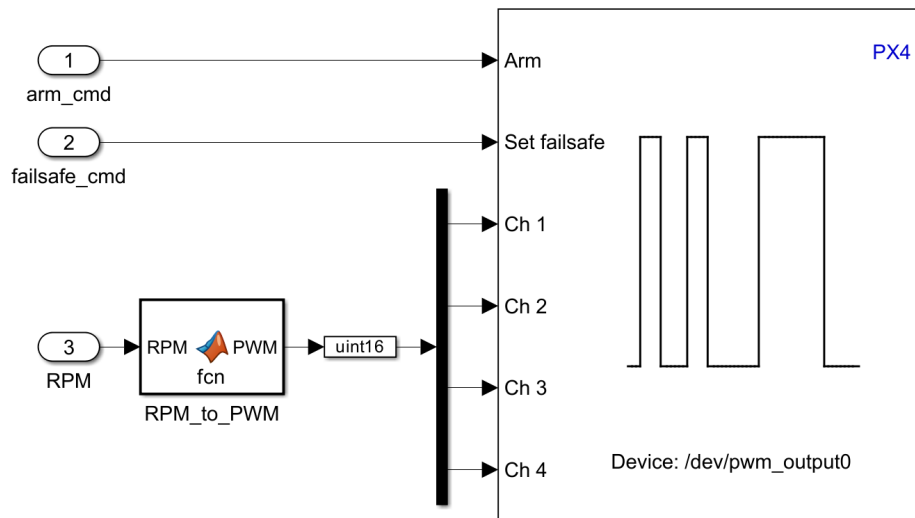 PX4
1
Arm
arm_cmd
2
Set failsafe
failsafe_cmd
Ch 1
Ch 2
3
RPM
PWM
fcn
uint16
RPM
RPM_to_PWM
Ch 3
Ch 4
Device: /dev/pwm_output0